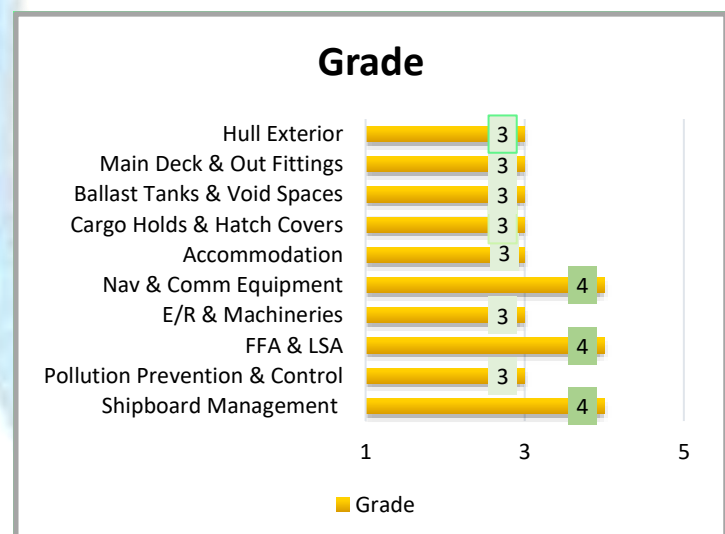 Grade
Hull Exterior 3
Main Deck & Out Fittings 3
Ballast Tanks & Void Spaces 3
Cargo Holds & Hatch Covers 3
Accommodation 3
Nav & Comm Equipment 4
E/R & Machineries 3
FFA & LSA 4
Pollution Prevention & Control 3
Shipboard Management 4
1 3 5
Grade